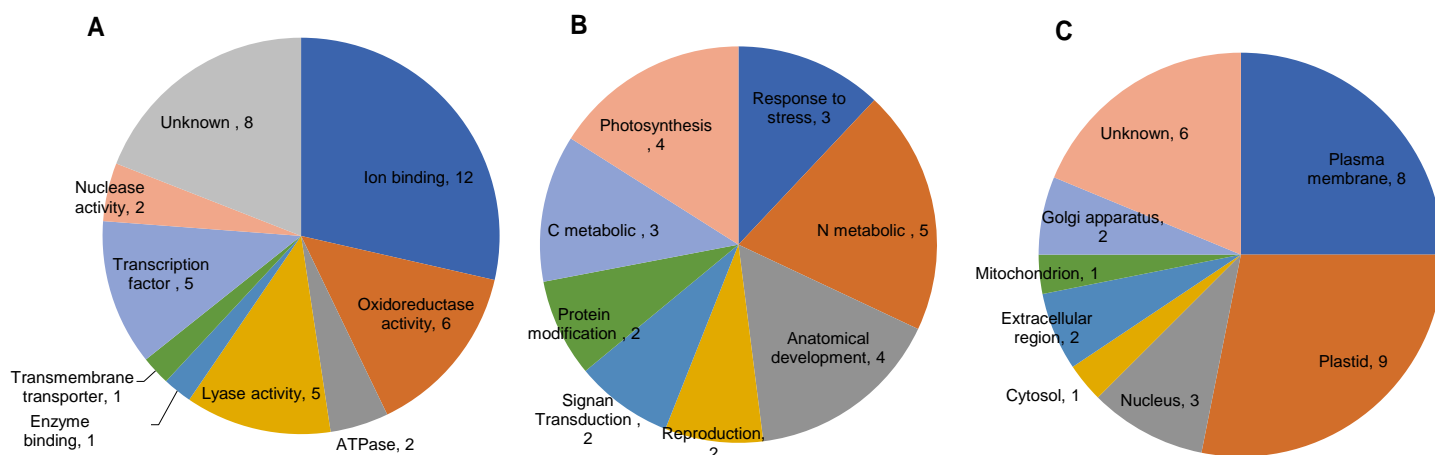 A
Unknown , 8
Ion binding, 12
Nuclease
activity, 2
Transcription
factor , 5
Oxidoreductase
activity, 6
Transmembrane
transporter, 1
Lyase activity, 5
Enzyme
binding, 1
ATPase, 2
B
Response to
stress, 3
Photosynthesis
, 4
C metabolic , 3
N metabolic , 5
Protein
modification , 2
Anatomical
development, 4
Signan
Transduction ,
2
Reproduction,
2
C
Unknown, 6
Plasma
membrane, 8
Golgi apparatus,
2
Mitochondrion, 1
Extracellular
region, 2
Plastid, 9
Cytosol, 1
Nucleus, 3